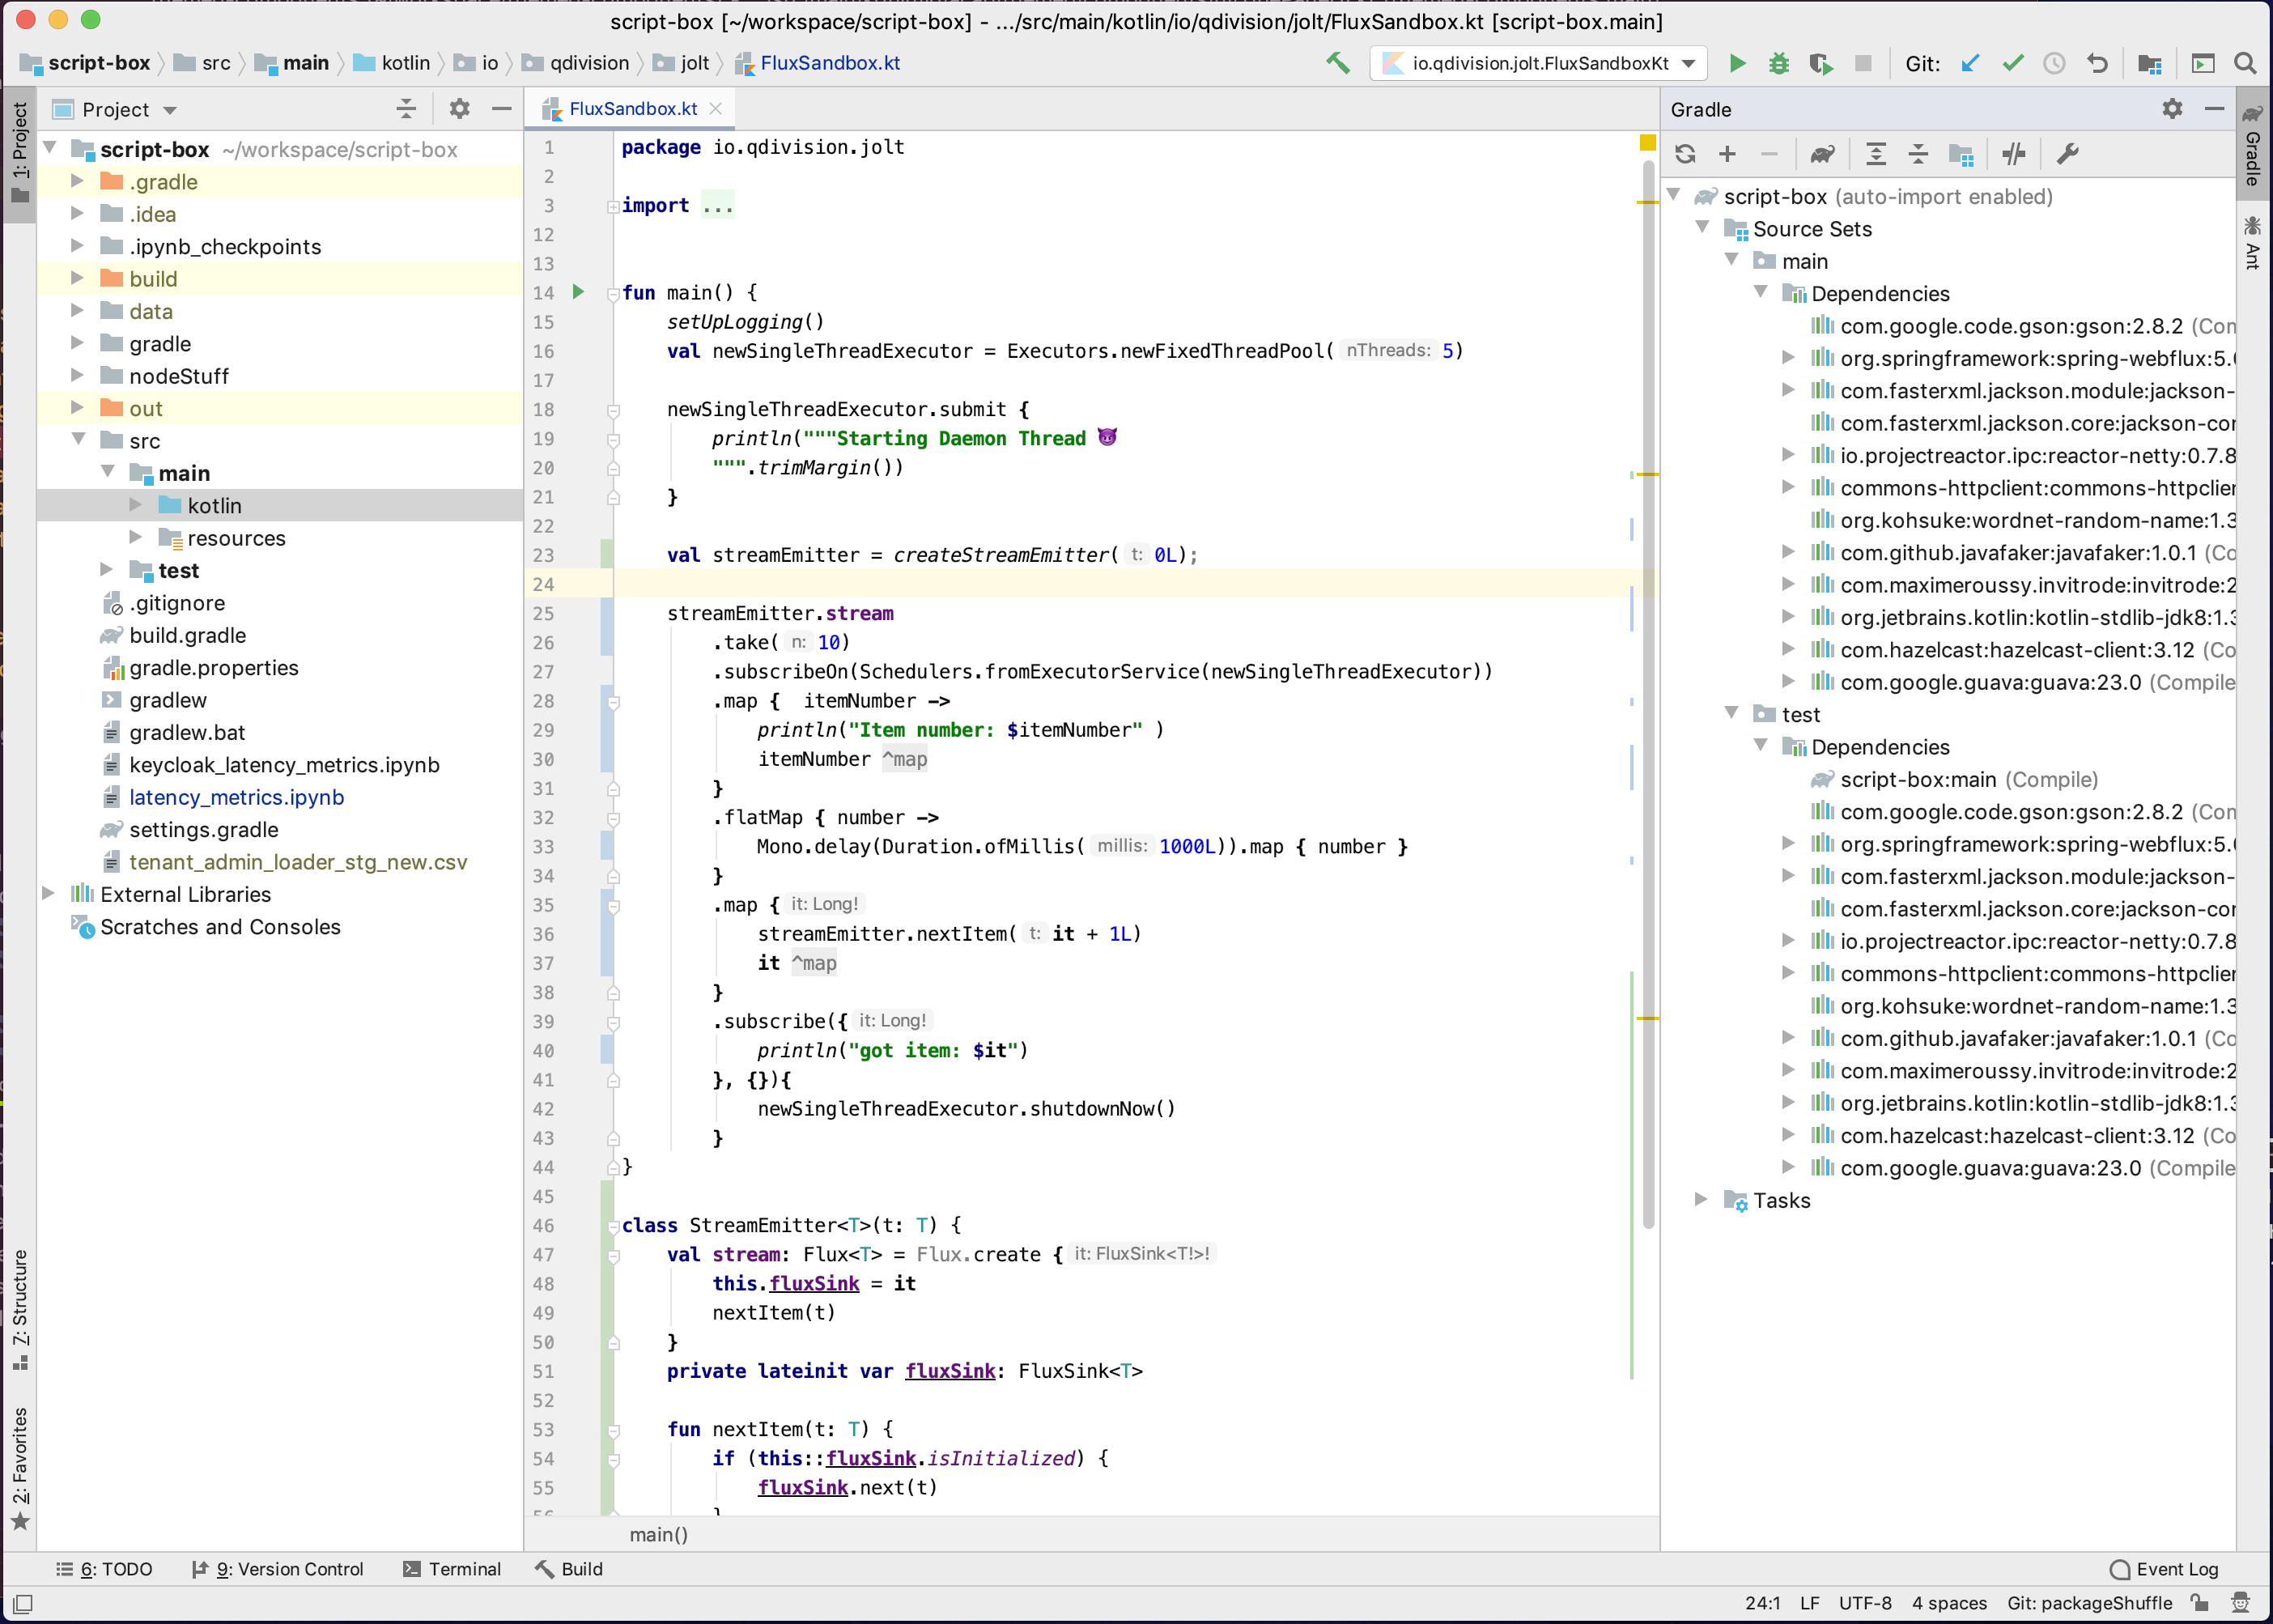 script-box [~/workspace/script-box] - .../src/main/kotlin/io/qdivision/jolt/FluxSandbox.kt [script-box.main]
script-box src main kotlin io qdivision jolt FluxSandbox.kt
io.qdivision.jolt.FluxSandboxKt
Git:
1: Project
7: Structure
2: Favorites
Project
script-box ~/workspace/script-box
.gradle
.idea
.ipynb_checkpoints
build
data
gradle
nodeStuff
out
src
main
kotlin
resources
test
.gitignore
build.gradle
gradle.properties
gradlew
gradlew.bat
keycloak_latency_metrics.ipynb
latency_metrics.ipynb
settings.gradle
tenant_admin_loader_stg_new.csv
External Libraries
Scratches and Consoles
FluxSandbox.kt
1 package io.qdivision.jolt
2
3 import ...
12
13
14 fun main() {
15 setUpLogging()
16 val newSingleThreadExecutor = Executors.newFixedThreadPool( nThreads: 5)
17
18 newSingleThreadExecutor.submit {
19 println("""Starting Daemon Thread 😈
20 """.trimMargin())
21 }
22
23 val streamEmitter = createStreamEmitter( t: 0L);
24
25 streamEmitter.stream
26 .take( n: 10)
27 .subscribeOn(Schedulers.fromExecutorService(newSingleThreadExecutor))
28 .map { itemNumber ->
29 println("Item number: $itemNumber" )
30 itemNumber ^map
31 }
32 .flatMap { number ->
33 Mono.delay(Duration.ofMillis( millis: 1000L)).map { number }
34 }
35 .map { it: Long!
36 streamEmitter.nextItem( t: it + 1L)
37 it ^map
38 }
39 .subscribe({ it: Long!
40 println("got item: $it")
41 }, {}){
42 newSingleThreadExecutor.shutdownNow()
43 }
44 }
45
46 class StreamEmitter<T>(t: T) {
47 val stream: Flux<T> = Flux.create { it: FluxSink<T!>!
48 this.fluxSink = it
49 nextItem(t)
50 }
51 private lateinit var fluxSink: FluxSink<T>
52
53 fun nextItem(t: T) {
54 if (this::fluxSink.isInitialized) {
55 fluxSink.next(t)
56 }
main()
Gradle
script-box (auto-import enabled)
Source Sets
main
Dependencies
com.google.code.gson:gson:2.8.2 (Con
org.springframework:spring-webflux:5.0
com.fasterxml.jackson.module:jackson-
com.fasterxml.jackson.core:jackson-cor
io.projectreactor.ipc:reactor-netty:0.7.8
commons-httpclient:commons-httpclier
org.kohsuke:wordnet-random-name:1.3
com.github.javafaker:javafaker:1.0.1 (Co
com.maximeroussy.invitrode:invitrode:2
org.jetbrains.kotlin:kotlin-stdlib-jdk8:1.3
com.hazelcast:hazelcast-client:3.12 (Co
com.google.guava:guava:23.0 (Compile
test
Dependencies
script-box:main (Compile)
com.google.code.gson:gson:2.8.2 (Con
org.springframework:spring-webflux:5.0
com.fasterxml.jackson.module:jackson-
com.fasterxml.jackson.core:jackson-cor
io.projectreactor.ipc:reactor-netty:0.7.8
commons-httpclient:commons-httpclier
org.kohsuke:wordnet-random-name:1.3
com.github.javafaker:javafaker:1.0.1 (Co
com.maximeroussy.invitrode:invitrode:2
org.jetbrains.kotlin:kotlin-stdlib-jdk8:1.3
com.hazelcast:hazelcast-client:3.12 (Co
com.google.guava:guava:23.0 (Compile
Tasks
Gradle
Ant
6: TODO 9: Version Control Terminal Build Event Log
24:1 LF UTF-8 4 spaces Git: packageShuffle